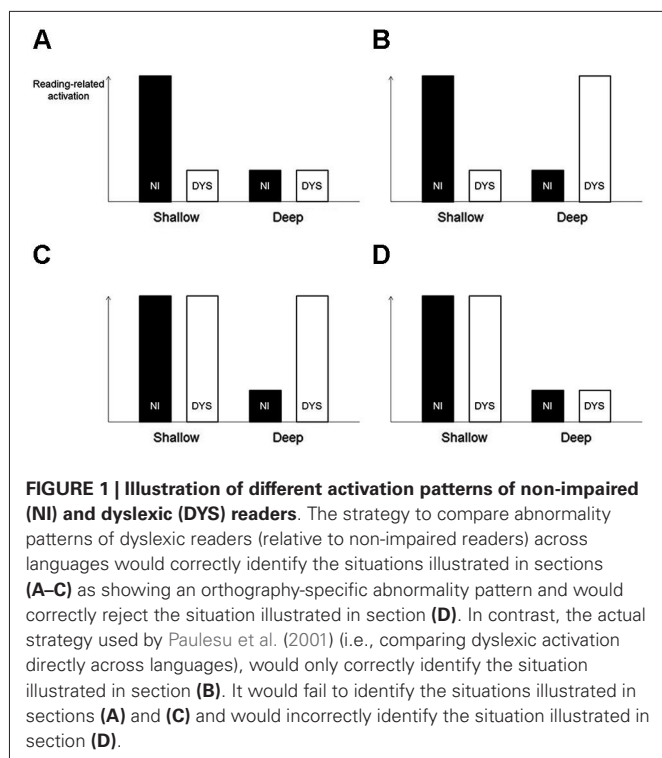 A
B
Reading-related
activation
NI
DYS
NI
DYS
NI
DYS
NI
DYS
Shallow
Deep
Shallow
Deep
C
D
NI
DYS
NI
DYS
NI
DYS
NI
DYS
Shallow
Deep
Shallow
Deep
FIGURE 1 | Illustration of different activation patterns of non-impaired
(NI) and dyslexic (DYS) readers. The strategy to compare abnormality
patterns of dyslexic readers (relative to non-impaired readers) across
languages would correctly identify the situations illustrated in sections
(A–C) as showing an orthography-specific abnormality pattern and would
correctly reject the situation illustrated in section (D). In contrast, the actual
strategy used by Paulesu et al. (2001) (i.e., comparing dyslexic activation
directly across languages), would only correctly identify the situation
illustrated in section (B). It would fail to identify the situations illustrated in
sections (A) and (C) and would incorrectly identify the situation illustrated in
section (D).